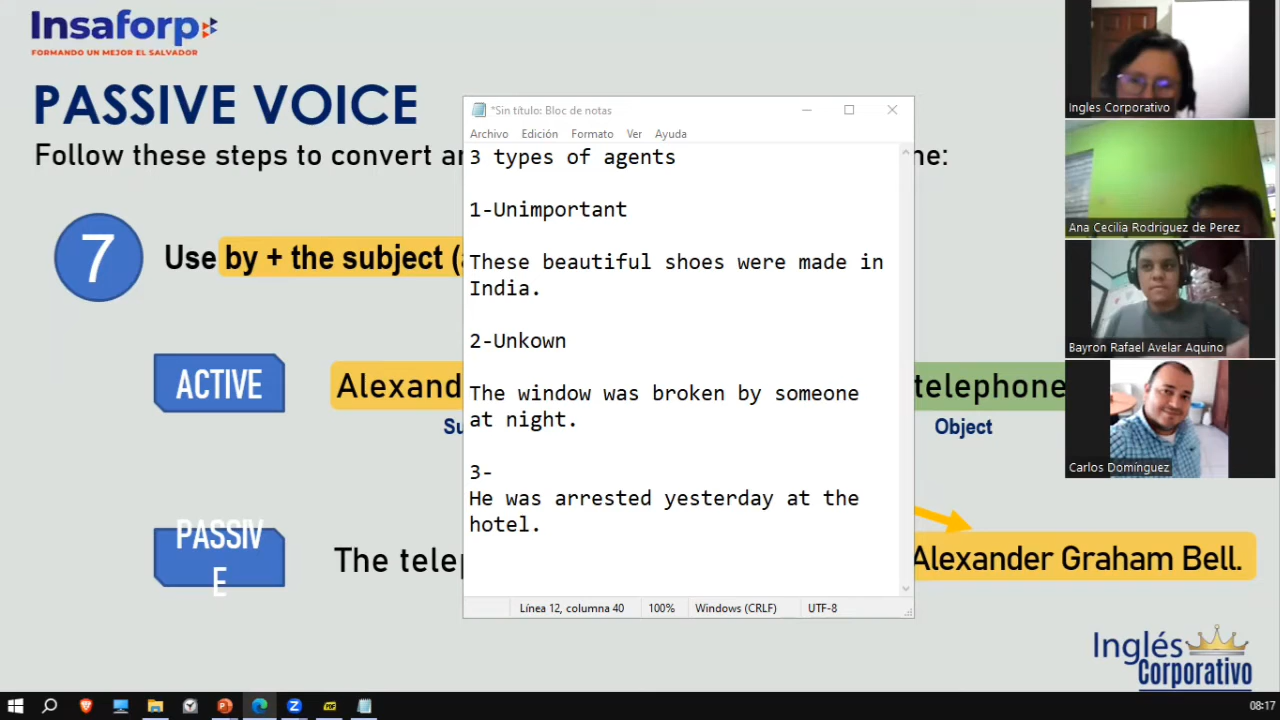 Insaforp
FORMANDO UN MEJOR EL SALVADOR
PASSIVE VOICE
Follow these steps to convert
ne:
7
Use by + the subject
ACTIVE
Alexand
telephone
Object
PASSIV
E
The telep
Alexander Graham Bell.
*Sin título: Bloc de notas
Archivo Edición Formato Ver Ayuda
3 types of agents
1-Unimportant
These beautiful shoes were made in
India.
2-Unkown
The window was broken by someone
at night.
3-
He was arrested yesterday at the
hotel.
Línea 12, columna 40 100% Windows (CRLF) UTF-8
Ingles Corporativo
Ana Cecilia Rodriguez de Perez
Bayron Rafael Avelar Aquino
Carlos Domínguez
Inglés
Corporativo
08:17